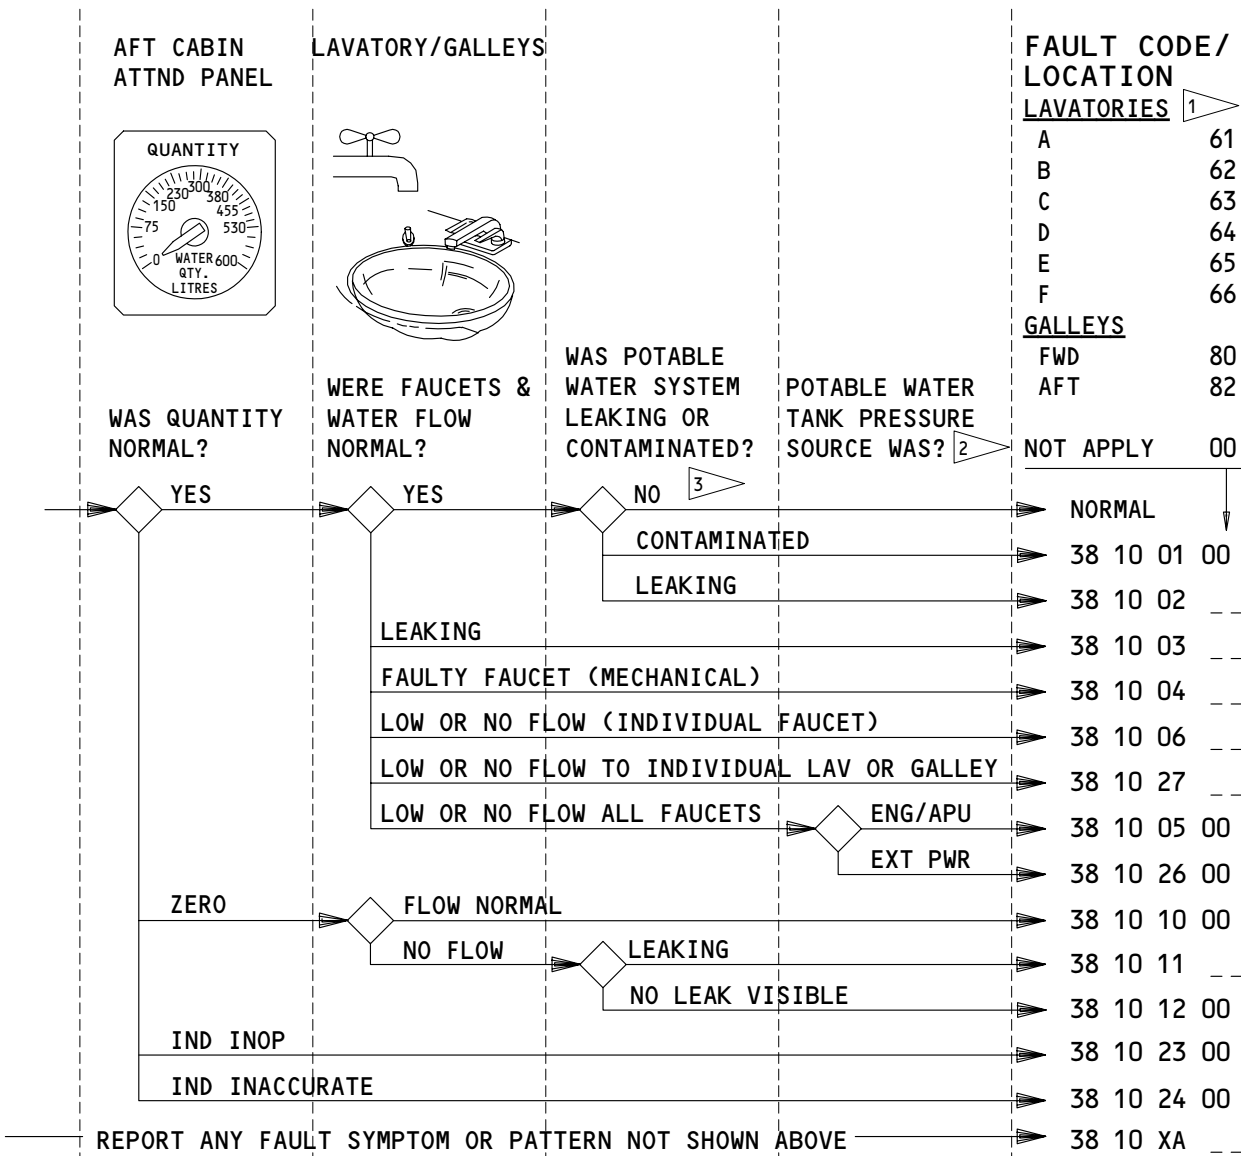 AFT CABIN
ATTND PANEL
LAVATORY/GALLEYS
FAULT CODE/
LOCATION
LAVATORIES 1
A 61
B 62
C 63
D 64
E 65
F 66
GALLEYS
FWD 80
AFT 82
NOT APPLY 00
QUANTITY
0 75 150 230 300 380 455 530 600
WATER
QTY.
LITRES
WAS QUANTITY
NORMAL?
WERE FAUCETS &
WATER FLOW
NORMAL?
WAS POTABLE
WATER SYSTEM
LEAKING OR
CONTAMINATED?
3
POTABLE WATER
TANK PRESSURE
SOURCE WAS? 2
YES YES NO NORMAL
CONTAMINATED 38 10 01 00
LEAKING 38 10 02 _ _
LEAKING 38 10 03 _ _
FAULTY FAUCET (MECHANICAL) 38 10 04 _ _
LOW OR NO FLOW (INDIVIDUAL FAUCET) 38 10 06 _ _
LOW OR NO FLOW TO INDIVIDUAL LAV OR GALLEY 38 10 27 _ _
LOW OR NO FLOW ALL FAUCETS ENG/APU 38 10 05 00
EXT PWR 38 10 26 00
ZERO FLOW NORMAL 38 10 10 00
NO FLOW LEAKING 38 10 11 _ _
NO LEAK VISIBLE 38 10 12 00
IND INOP 38 10 23 00
IND INACCURATE 38 10 24 00
REPORT ANY FAULT SYMPTOM OR PATTERN NOT SHOWN ABOVE 38 10 XA _ _